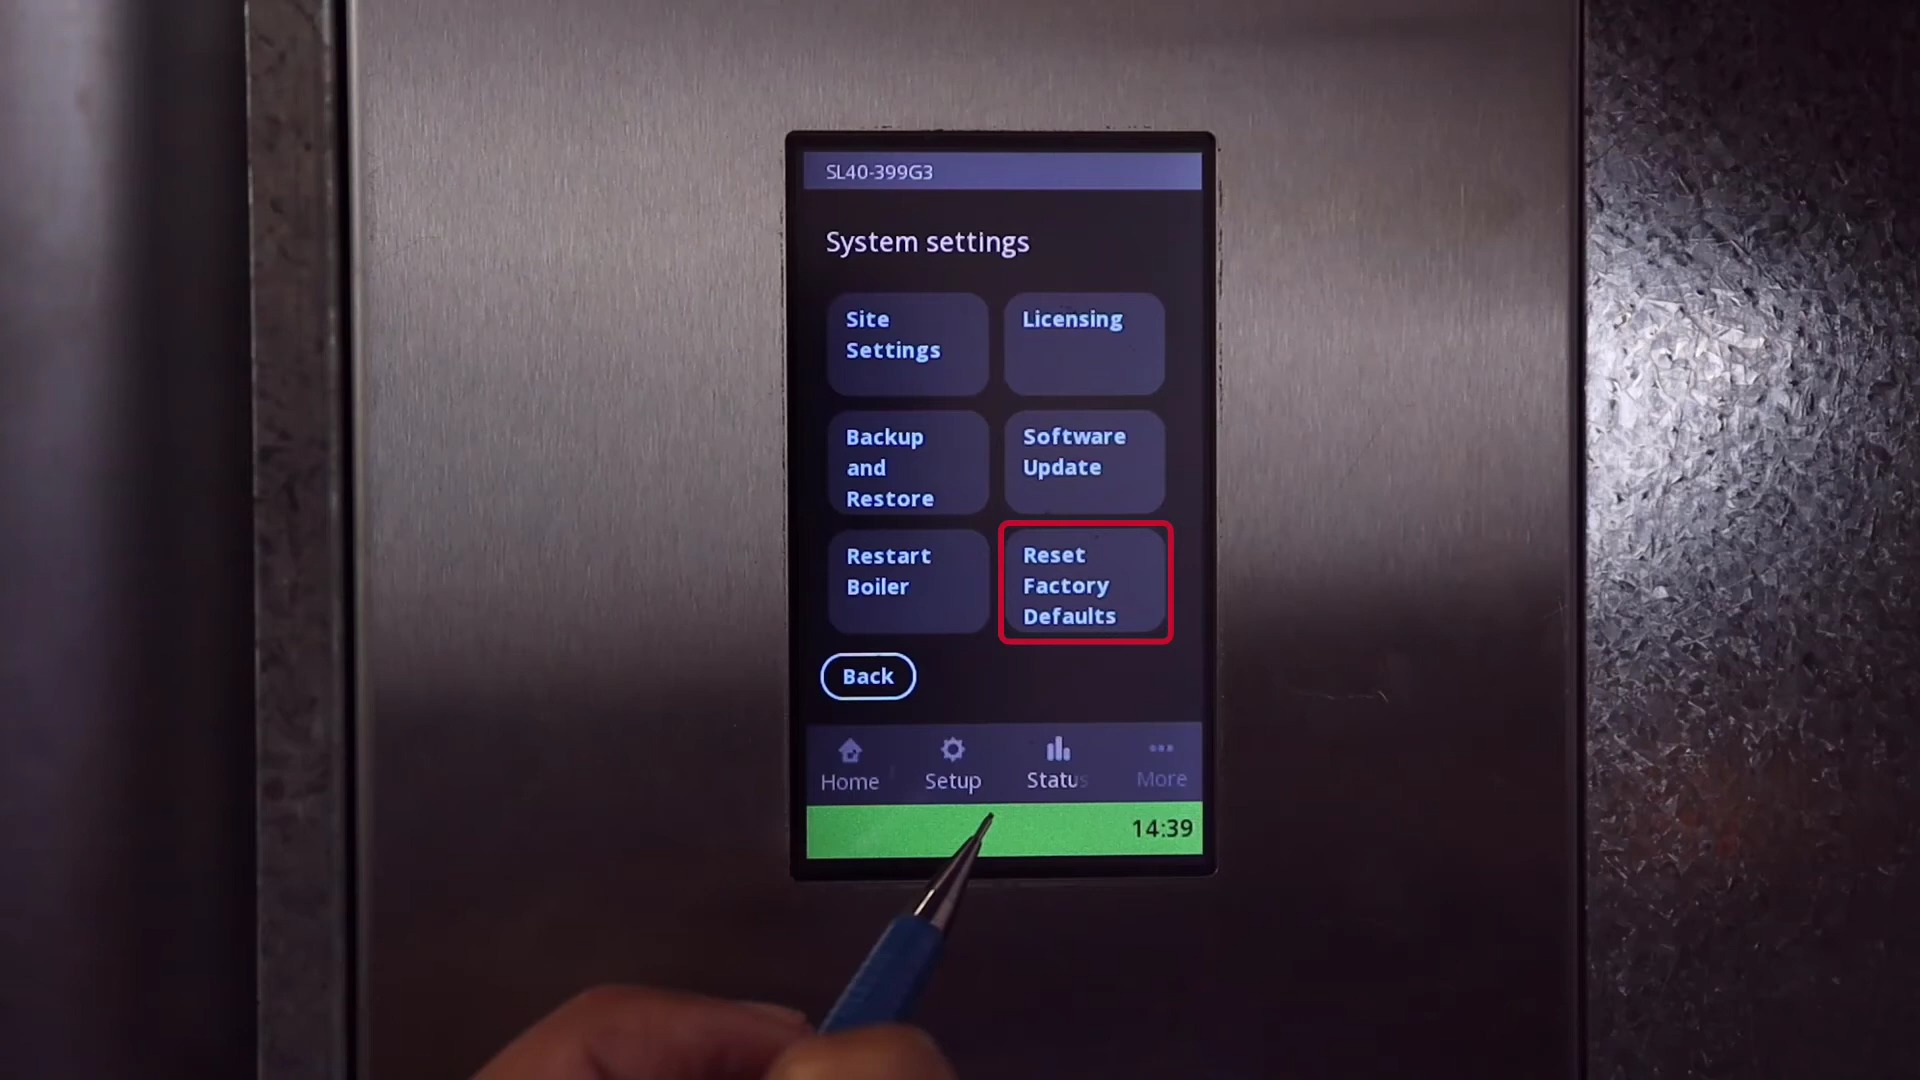 SL40-399G3
System settings
Site
Settings
Licensing
Backup
and
Restore
Software
Update
Restart
Boiler
Reset
Factory
Defaults
Back
Home
Setup
Status
More
14:39